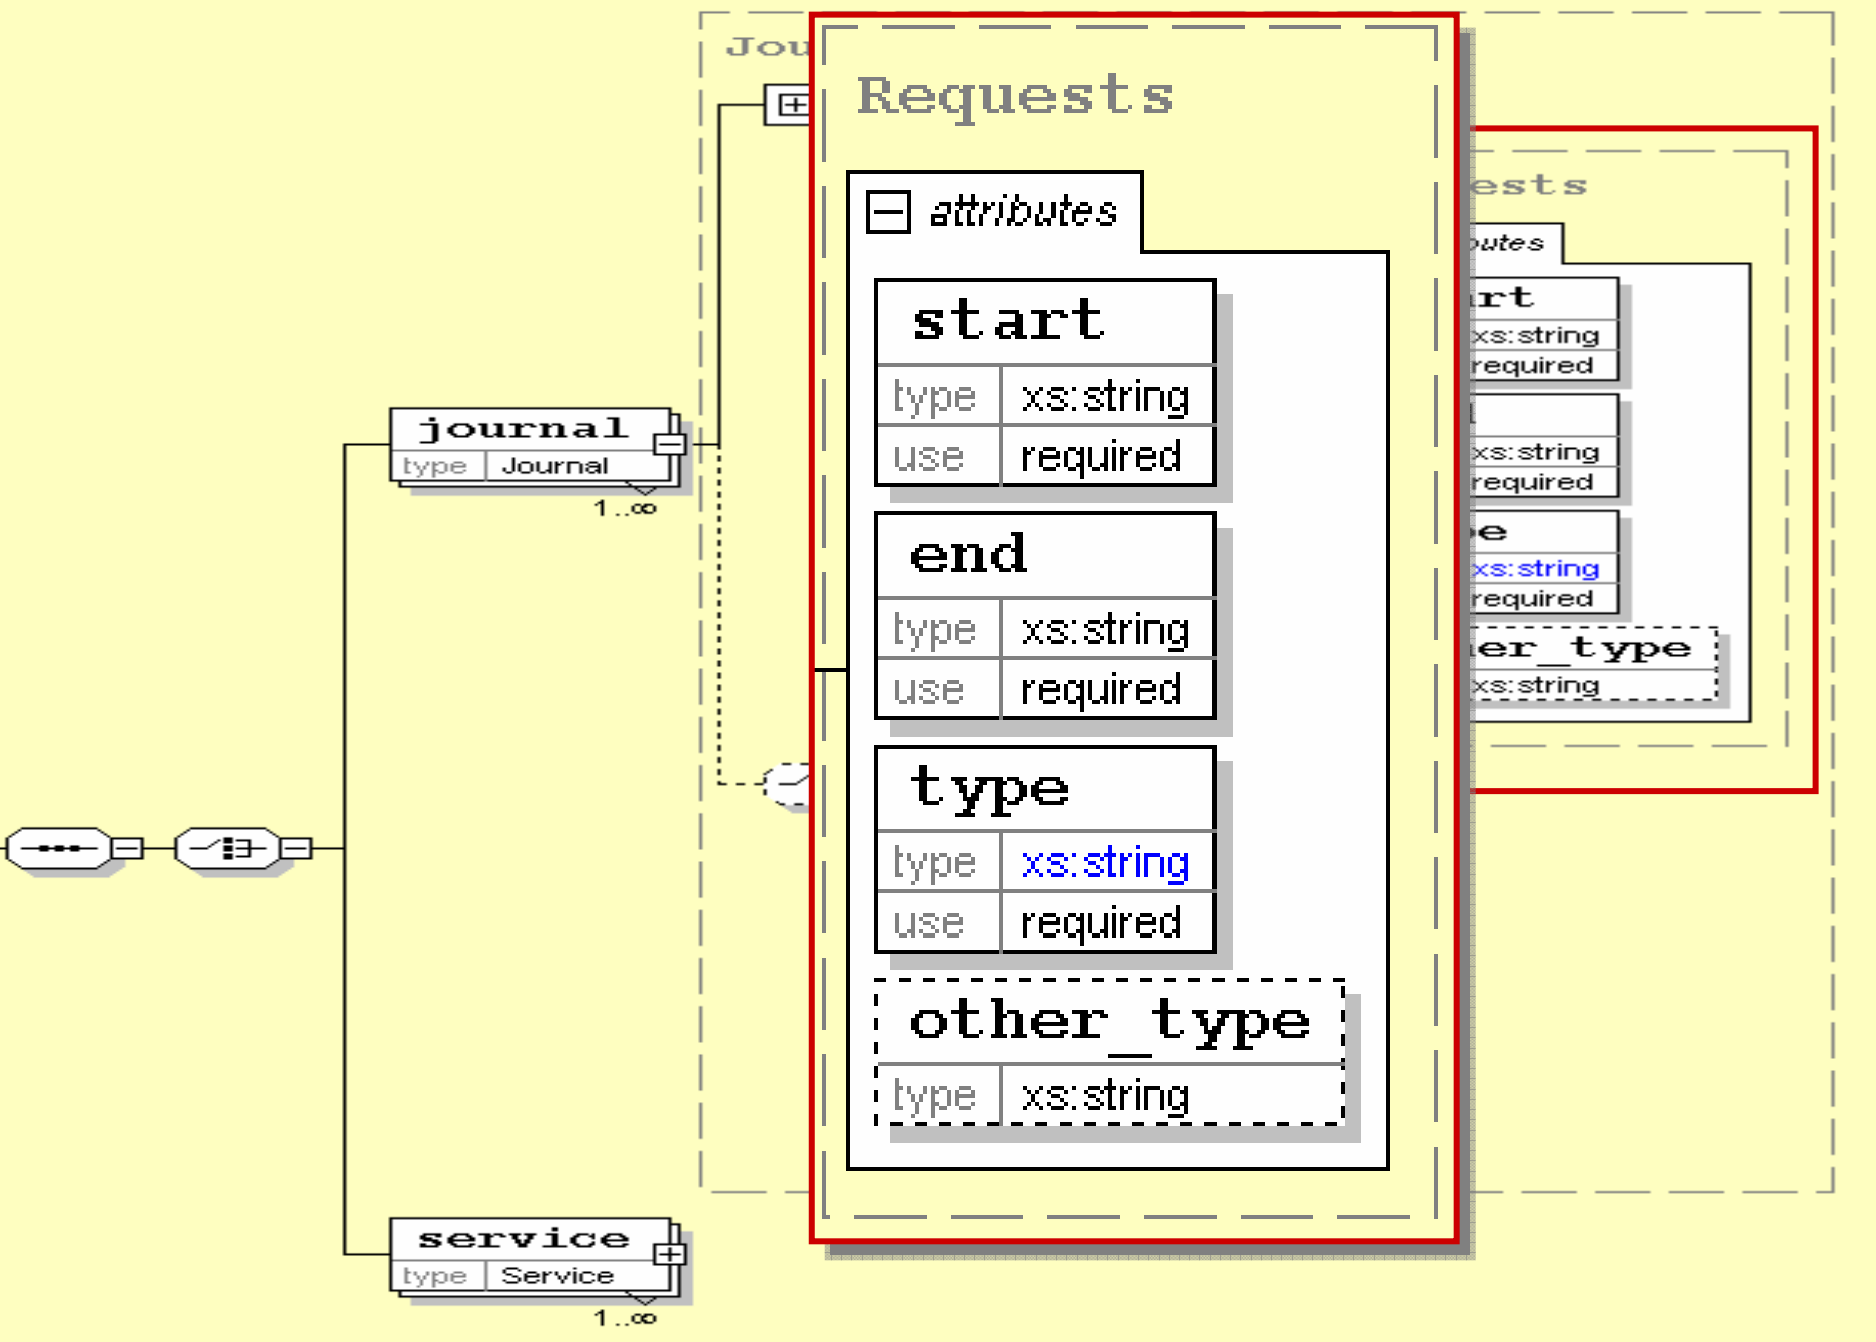 Jou
Requests
attributes
start
type xs:string
use required
end
type xs:string
use required
type
type xs:string
use required
other_type
type xs:string
ests
butes
art
xs:string
required
xs:string
required
pe
xs:string
required
er_type
xs:string
journal
type Journal
1..∞
service
type Service
1..∞